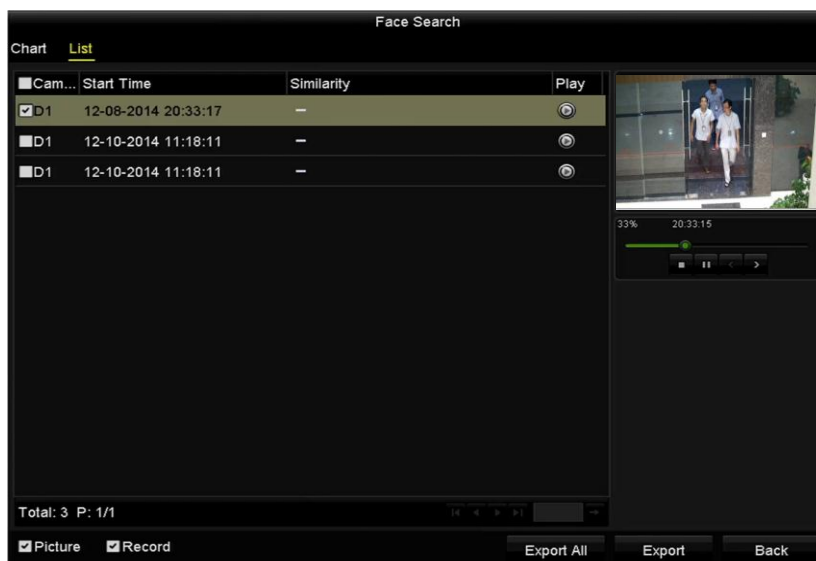 Face Search
Chart List
Cam... Start Time Similarity Play
D1 12-08-2014 20:33:17 –
D1 12-10-2014 11:18:11 –
D1 12-10-2014 11:18:11 –
33% 20:33:15
Total: 3 P: 1/1
Picture Record Export All Export Back